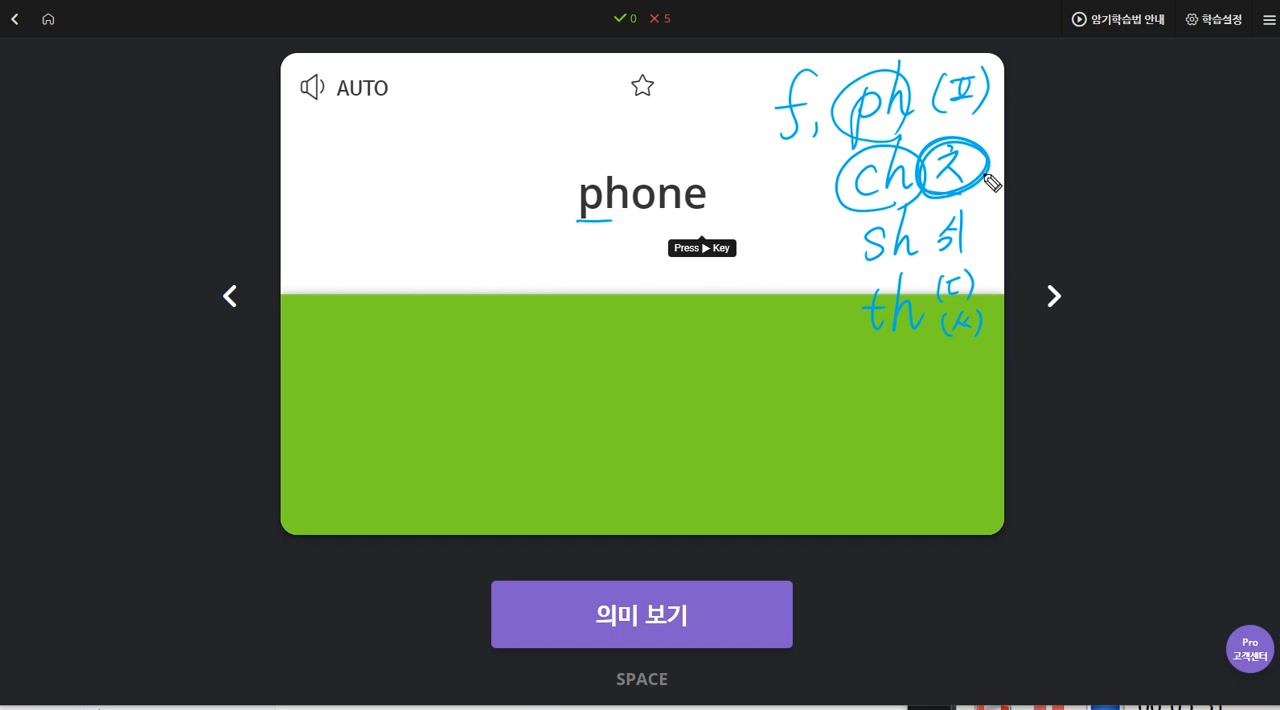 0 5 암기학습법 안내 학습설정
AUTO
f, ph (ㅍ)
phone
ch 치
sh 쉬
th (ㄷ)
(ㅆ)
Press ▶ Key
의미 보기
SPACE
Pro
고객센터